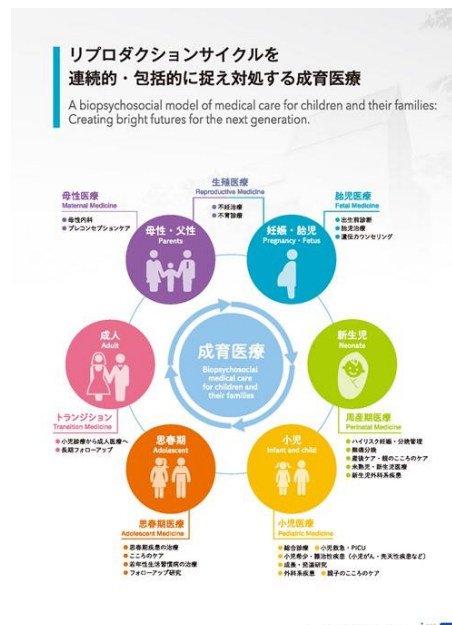 リプロダクションサイクルを
連続的・包括的に捉え対処する成育医療
A biopsychosocial model of medical care for children and their families:
Creating bright futures for the next generation.
生殖医療
Reproductive Medicine
不妊治療
不育診療
母性医療
Maternal Medicine
母性内科
プレコンセプションケア
胎児医療
Fetal Medicine
出生前診断
胎児治療
遺伝カウンセリング
母性・父性
Parents
妊娠・胎児
Pregnancy・Fetus
成人
Adult
成育医療
Biopsychosocial
medical care
for children and
their families
新生児
Neonate
トランジション
Transition Medicine
小児診療から成人医療へ
長期フォローアップ
周産期医療
Perinatal Medicine
ハイリスク妊娠・分娩管理
無痛分娩
産後ケア・親のこころのケア
未熟児・新生児医療
新生児外科系疾患
思春期
Adolescent
小児
Infant and child
思春期医療
Adolescent Medicine
思春期疾患の治療
こころのケア
若年性生活習慣病の治療
フォローアップ研究
小児医療
Pediatric Medicine
総合診療 小児救急・PICU
小児希少・難治性疾患（小児がん・先天性疾患など）
成長・発達研究
外科系疾患 親子のこころのケア